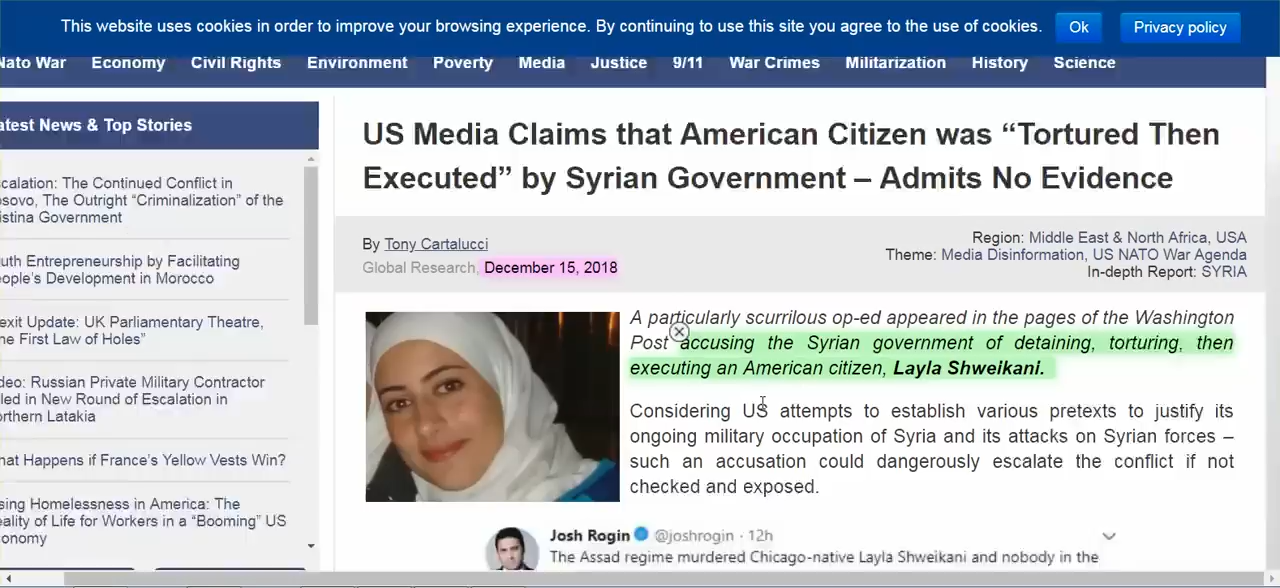 This website uses cookies in order to improve your browsing experience. By continuing to use this site you agree to the use of cookies. Ok Privacy policy
Nato War Economy Civil Rights Environment Poverty Media Justice 9/11 War Crimes Militarization History Science
atest News & Top Stories
calation: The Continued Conflict in
osovo, The Outright “Criminalization” of the
istina Government
uth Entrepreneurship by Facilitating
eople’s Development in Morocco
exit Update: UK Parliamentary Theatre,
he First Law of Holes”
deo: Russian Private Military Contractor
led in New Round of Escalation in
orthern Latakia
hat Happens if France’s Yellow Vests Win?
sing Homelessness in America: The
eality of Life for Workers in a “Booming” US
conomy
US Media Claims that American Citizen was “Tortured Then
Executed” by Syrian Government – Admits No Evidence
By Tony Cartalucci
Global Research, December 15, 2018
Region: Middle East & North Africa, USA
Theme: Media Disinformation, US NATO War Agenda
In-depth Report: SYRIA
A particularly scurrilous op-ed appeared in the pages of the Washington
Post accusing the Syrian government of detaining, torturing, then
executing an American citizen, Layla Shweikani.
Considering US attempts to establish various pretexts to justify its
ongoing military occupation of Syria and its attacks on Syrian forces –
such an accusation could dangerously escalate the conflict if not
checked and exposed.
Josh Rogin @joshrogin · 12h
The Assad regime murdered Chicago-native Layla Shweikani and nobody in the